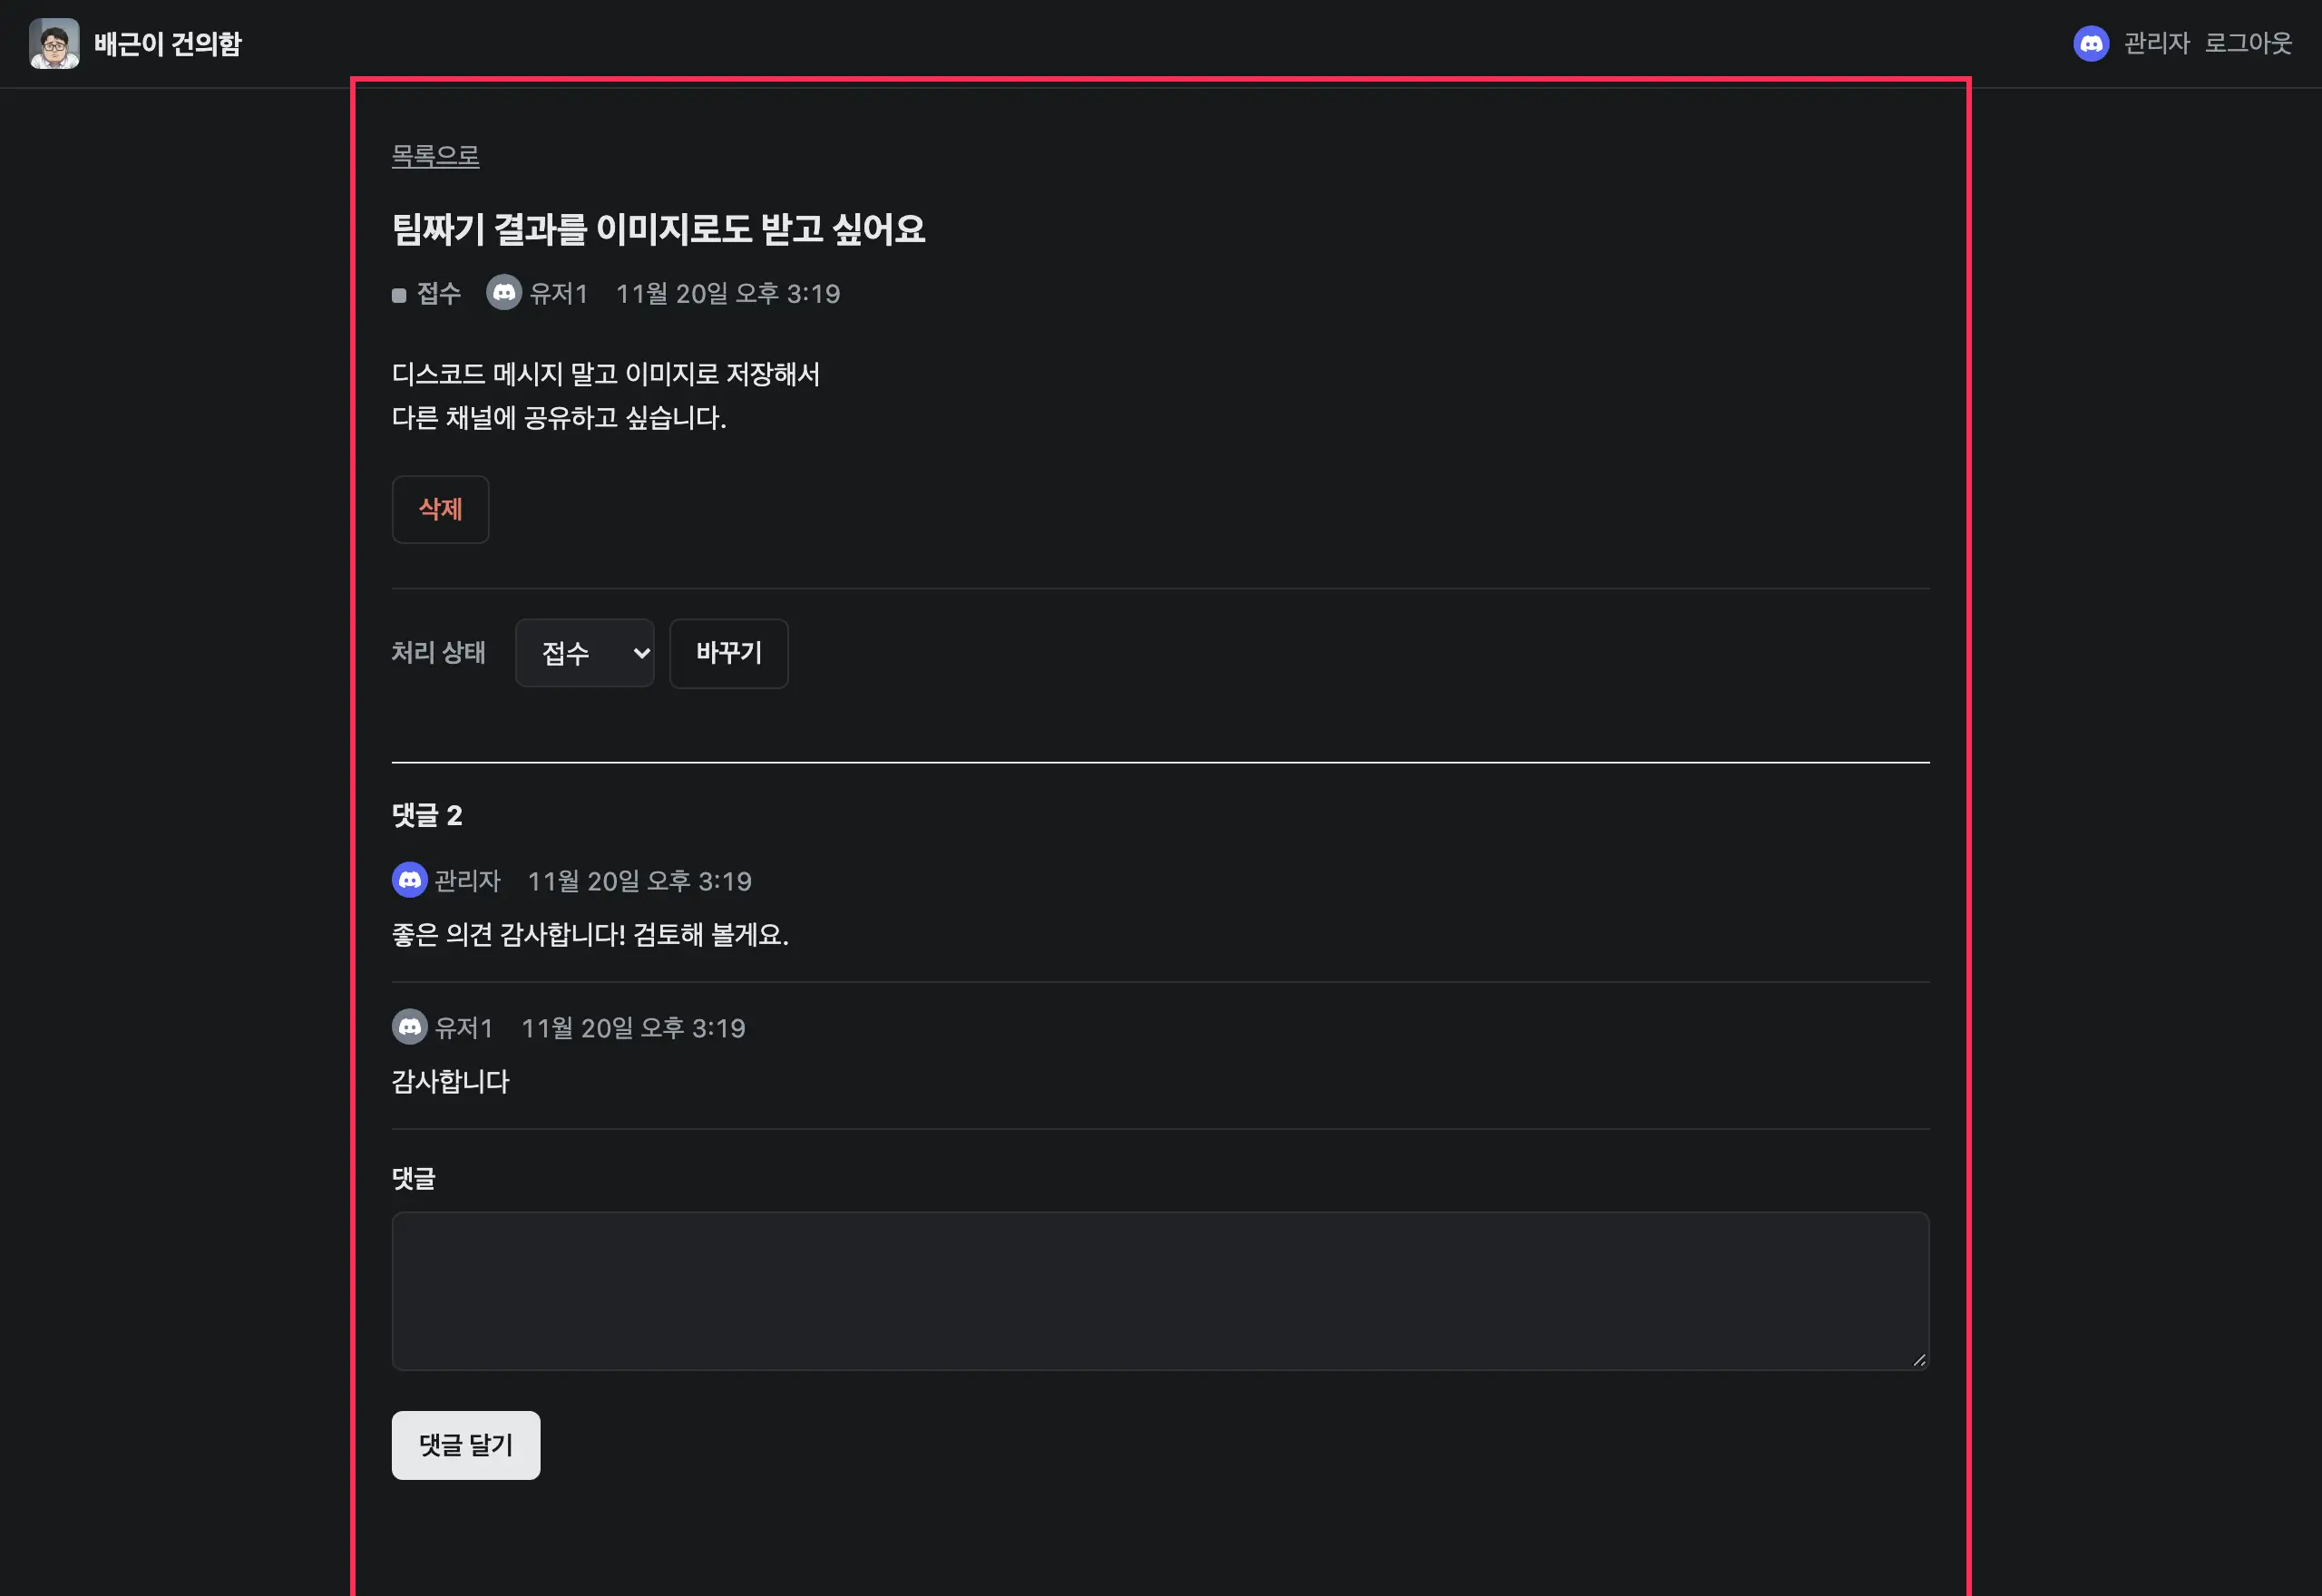 배근이 건의함
관리자 로그아웃
목록으로
팀짜기 결과를 이미지로도 받고 싶어요
접수 유저1 11월 20일 오후 3:19
디스코드 메시지 말고 이미지로 저장해서
다른 채널에 공유하고 싶습니다.
삭제
처리 상태 접수 바꾸기
댓글 2
관리자 11월 20일 오후 3:19
좋은 의견 감사합니다! 검토해 볼게요.
유저1 11월 20일 오후 3:19
감사합니다
댓글
댓글 달기